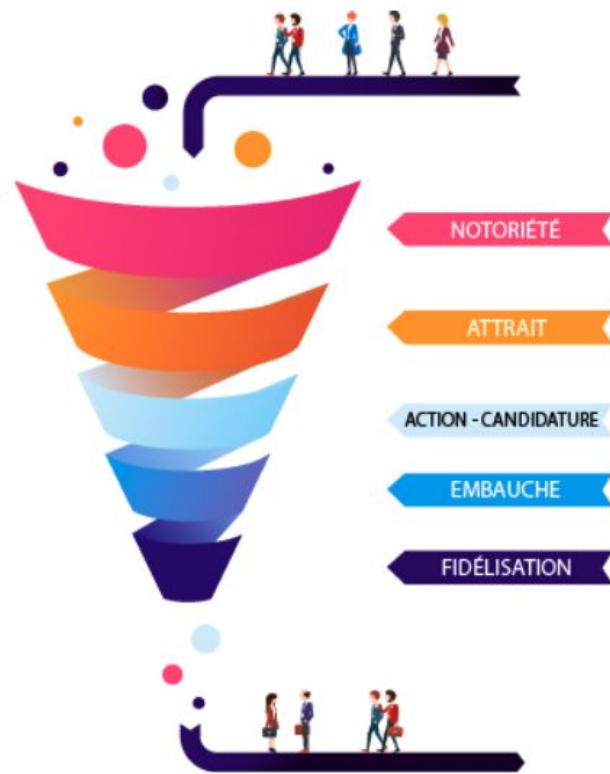 NOTORIÉTÉ
ATTRAIT
ACTION - CANDIDATURE
EMBAUCHE
FIDÉLISATION